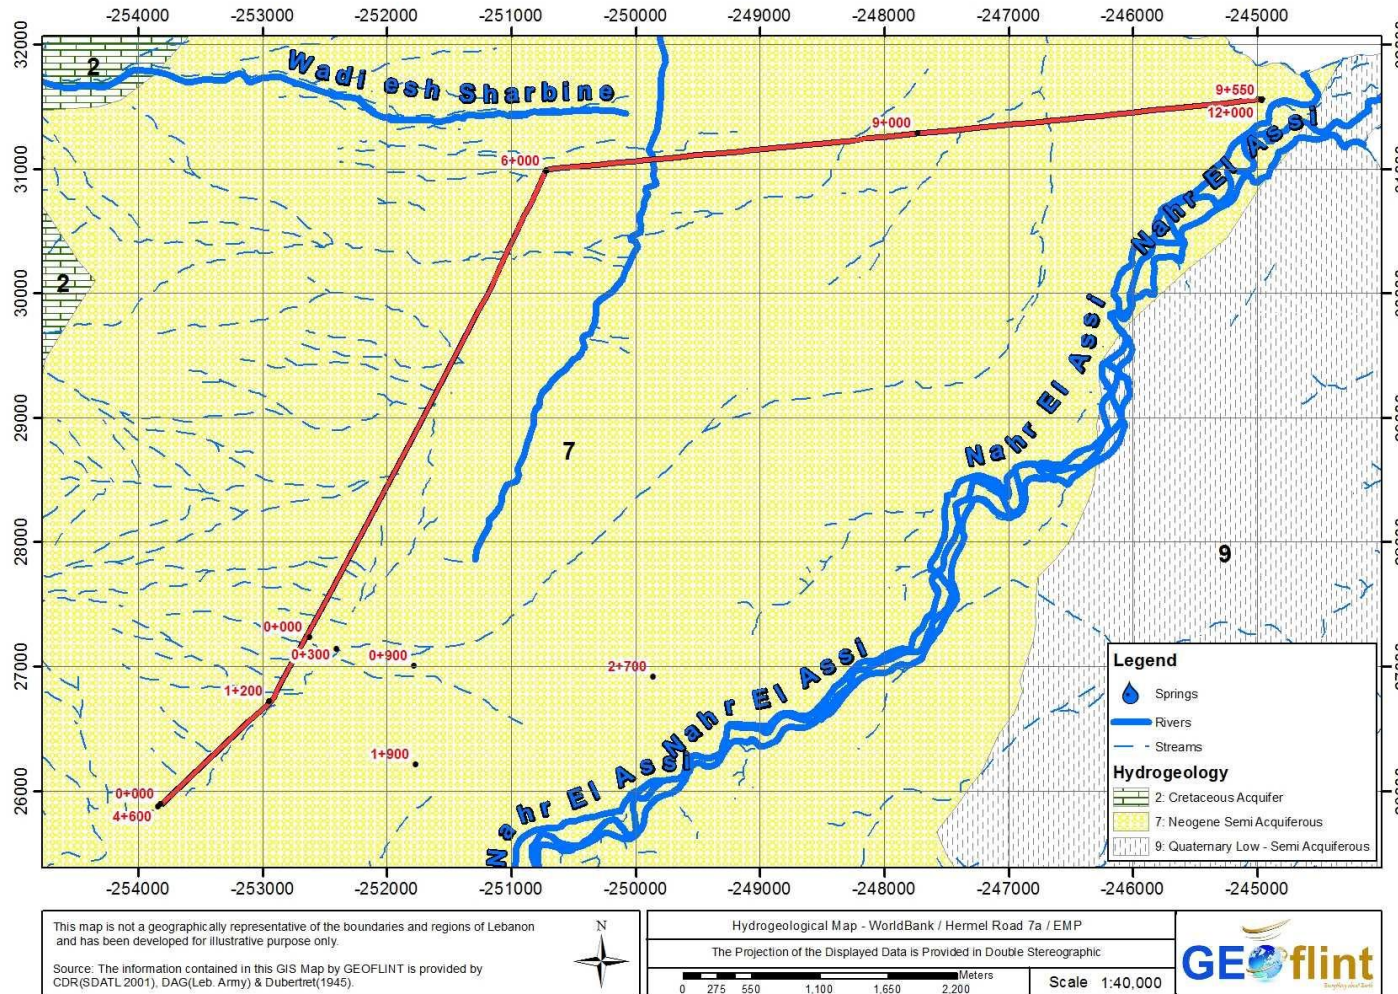 -254000 -253000 -252000 -251000 -250000 -249000 -248000 -247000 -246000 -245000
32000
31000
30000
29000
28000
27000
26000
2
Wadi esh Sharbine
9+550
12+000
9+000
6+000
Nahr El Assi
2
Nahr El Assi
7
9
0+000
0+300
0+900
2+700
1+200
Nahr El Assi
1+900
0+000
4+600
Nahr El Assi
Legend
Springs
Rivers
Streams
Hydrogeology
2: Cretaceous Acquifer
7: Neogene Semi Acquiferous
9: Quaternary Low - Semi Acquiferous
-254000 -253000 -252000 -251000 -250000 -249000 -248000 -247000 -246000 -245000
This map is not a geographically representative of the boundaries and regions of Lebanon
and has been developed for illustrative purpose only.
Source: The information contained in this GIS Map by GEOFLINT is provided by
CDR(SDATL 2001), DAG(Leb. Army) & Dubertret(1945).
N
Hydrogeological Map - WorldBank / Hermel Road 7a / EMP
The Projection of the Displayed Data is Provided in Double Stereographic
Meters
0 275 550 1,100 1,650 2,200
Scale 1:40,000
GEOflint